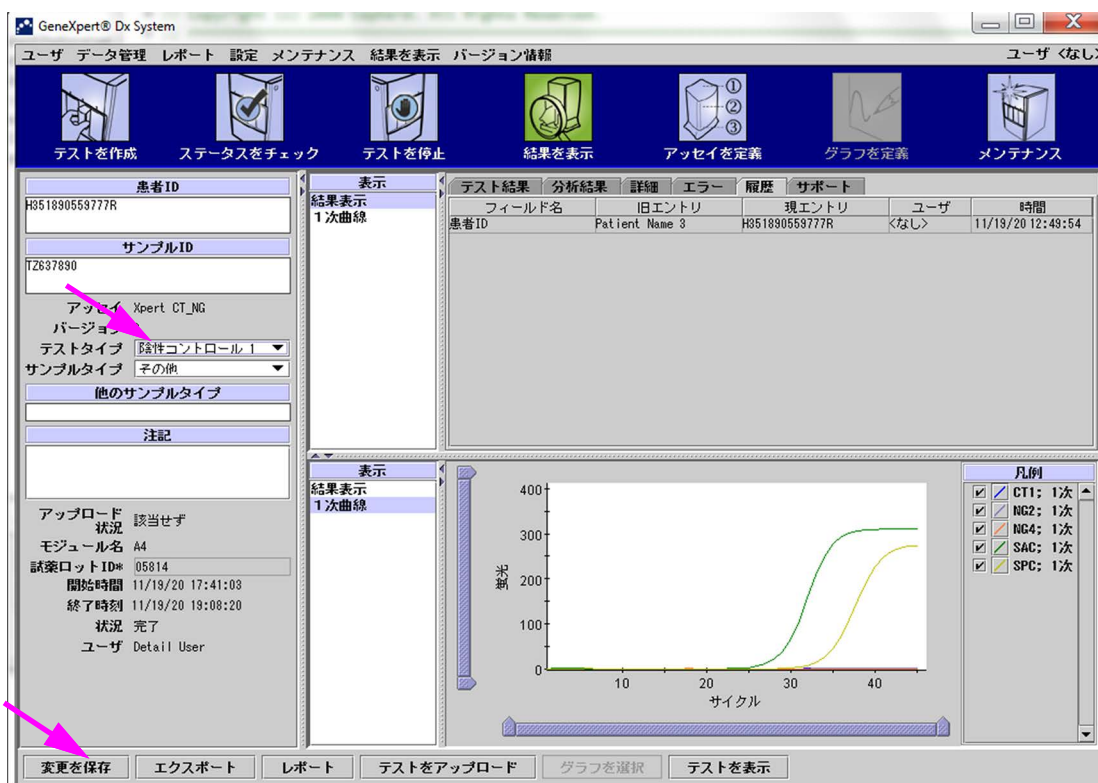 GeneXpert® Dx System
ユーザ データ管理 レポート 設定 メンテナンス 結果を表示 バージョン情報 ユーザ <なし>
テストを作成 ステータスをチェック テストを停止 結果を表示 アッセイを定義 グラフを定義 メンテナンス
① ② ③
患者ID
H351890559777R
サンプルID
TZ637890
アッセイ Xpert CT_NG
バージョン
テストタイプ 陰性コントロール 1
サンプルタイプ その他
他のサンプルタイプ
注記
アップロード状況 該当せず
モジュール名 A4
試薬ロットID* 05814
開始時間 11/19/20 17:41:03
終了時刻 11/19/20 19:08:20
状況 完了
ユーザ Detail User
表示
結果表示
1次曲線
テスト結果 分析結果 詳細 エラー 履歴 サポート
フィールド名 旧エントリ 現エントリ ユーザ 時間
患者ID Patient Name 3 H351890559777R <なし> 11/19/20 12:49:54
表示
結果表示
1次曲線
400
300
200
100
0
蛍光
10 20 30 40
サイクル
凡例
CT1; 1次
NG2; 1次
NG4; 1次
SAC; 1次
SPC; 1次
変更を保存 エクスポート レポート テストをアップロード グラフを選択 テストを表示